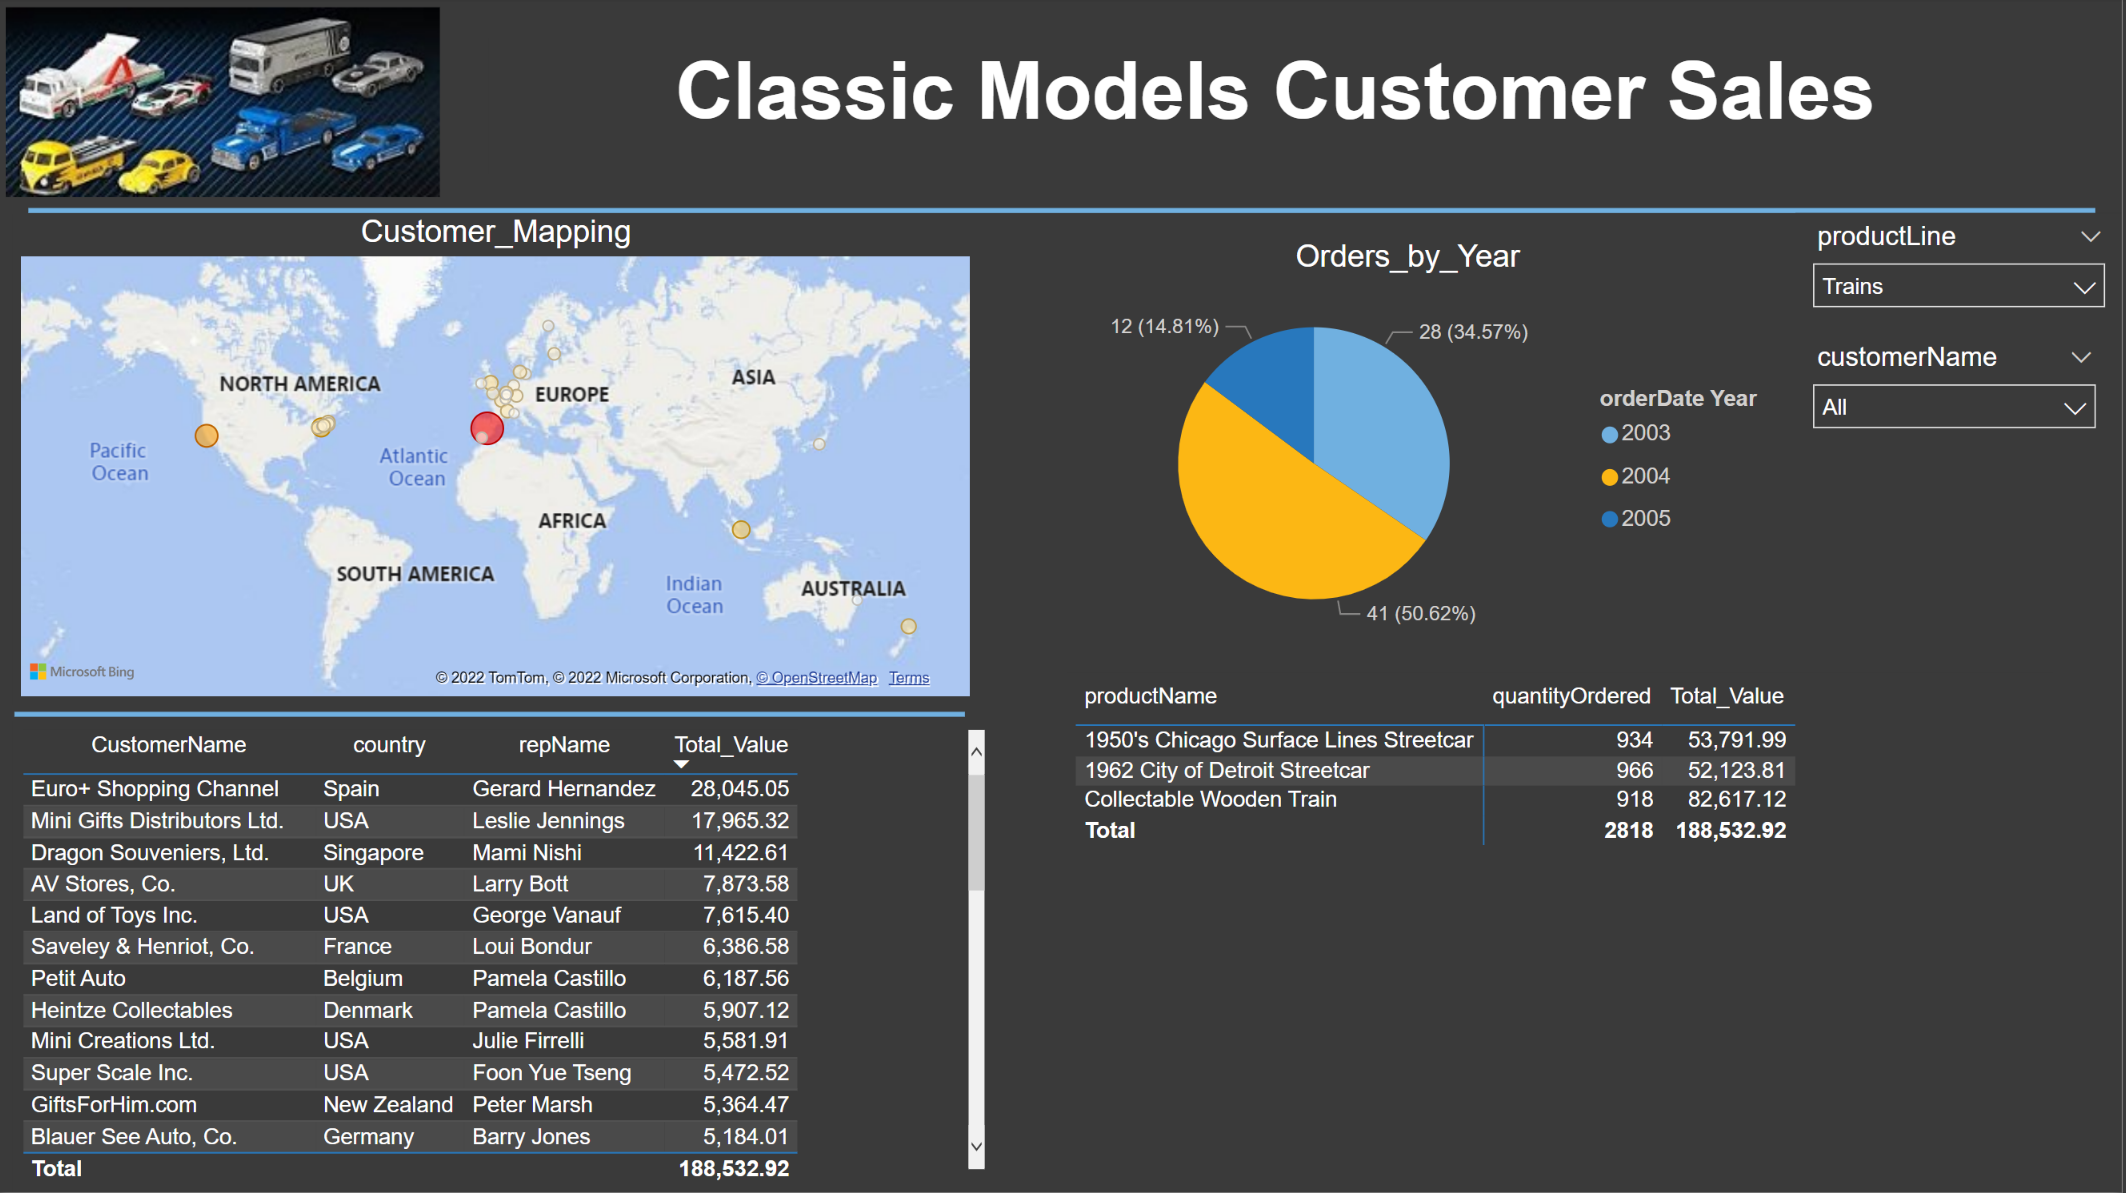 Classic Models Customer Sales
Customer_Mapping
NORTH AMERICA
EUROPE
ASIA
Pacific
Ocean
Atlantic
Ocean
AFRICA
SOUTH AMERICA
Indian
Ocean
AUSTRALIA
Microsoft Bing
© 2022 TomTom, © 2022 Microsoft Corporation, © OpenStreetMap Terms
Orders_by_Year
12 (14.81%)
28 (34.57%)
41 (50.62%)
orderDate Year
2003
2004
2005
productLine
Trains
customerName
All
CustomerName country repName Total_Value
Euro+ Shopping Channel Spain Gerard Hernandez 28,045.05
Mini Gifts Distributors Ltd. USA Leslie Jennings 17,965.32
Dragon Souveniers, Ltd. Singapore Mami Nishi 11,422.61
AV Stores, Co. UK Larry Bott 7,873.58
Land of Toys Inc. USA George Vanauf 7,615.40
Saveley & Henriot, Co. France Loui Bondur 6,386.58
Petit Auto Belgium Pamela Castillo 6,187.56
Heintze Collectables Denmark Pamela Castillo 5,907.12
Mini Creations Ltd. USA Julie Firrelli 5,581.91
Super Scale Inc. USA Foon Yue Tseng 5,472.52
GiftsForHim.com New Zealand Peter Marsh 5,364.47
Blauer See Auto, Co. Germany Barry Jones 5,184.01
Total 188,532.92
productName quantityOrdered Total_Value
1950's Chicago Surface Lines Streetcar 934 53,791.99
1962 City of Detroit Streetcar 966 52,123.81
Collectable Wooden Train 918 82,617.12
Total 2818 188,532.92